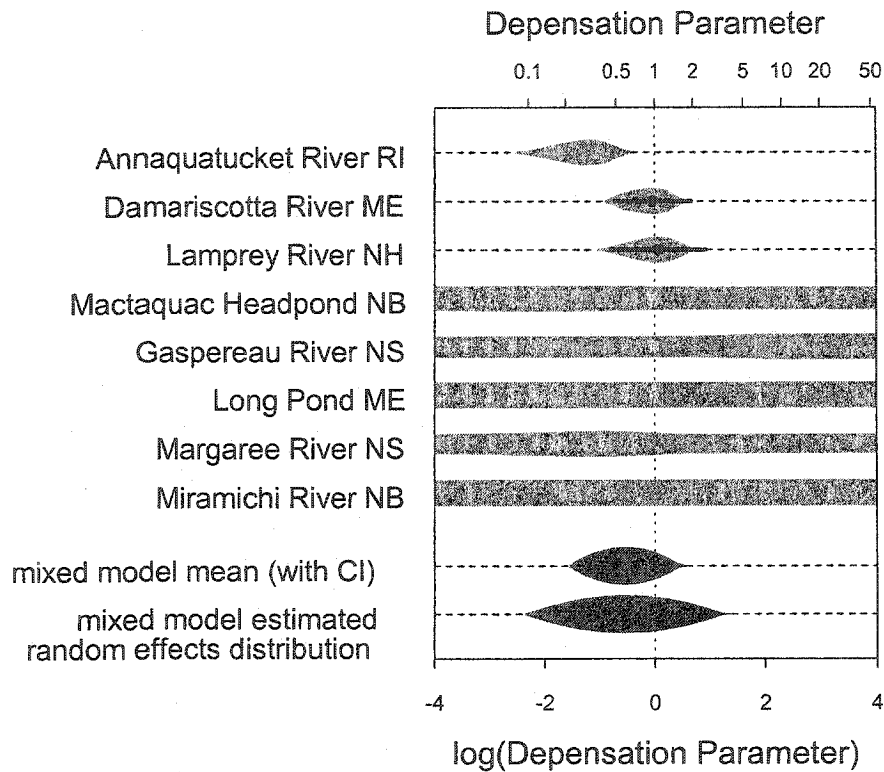 Depensation Parameter
0.1 0.5 1 2 5 10 20 50
Annaquatucket River RI
Damariscotta River ME
Lamprey River NH
Mactaquac Headpond NB
Gaspereau River NS
Long Pond ME
Margaree River NS
Miramichi River NB
mixed model mean (with CI)
mixed model estimated
random effects distribution
-4 -2 0 2 4
log(Depensation Parameter)